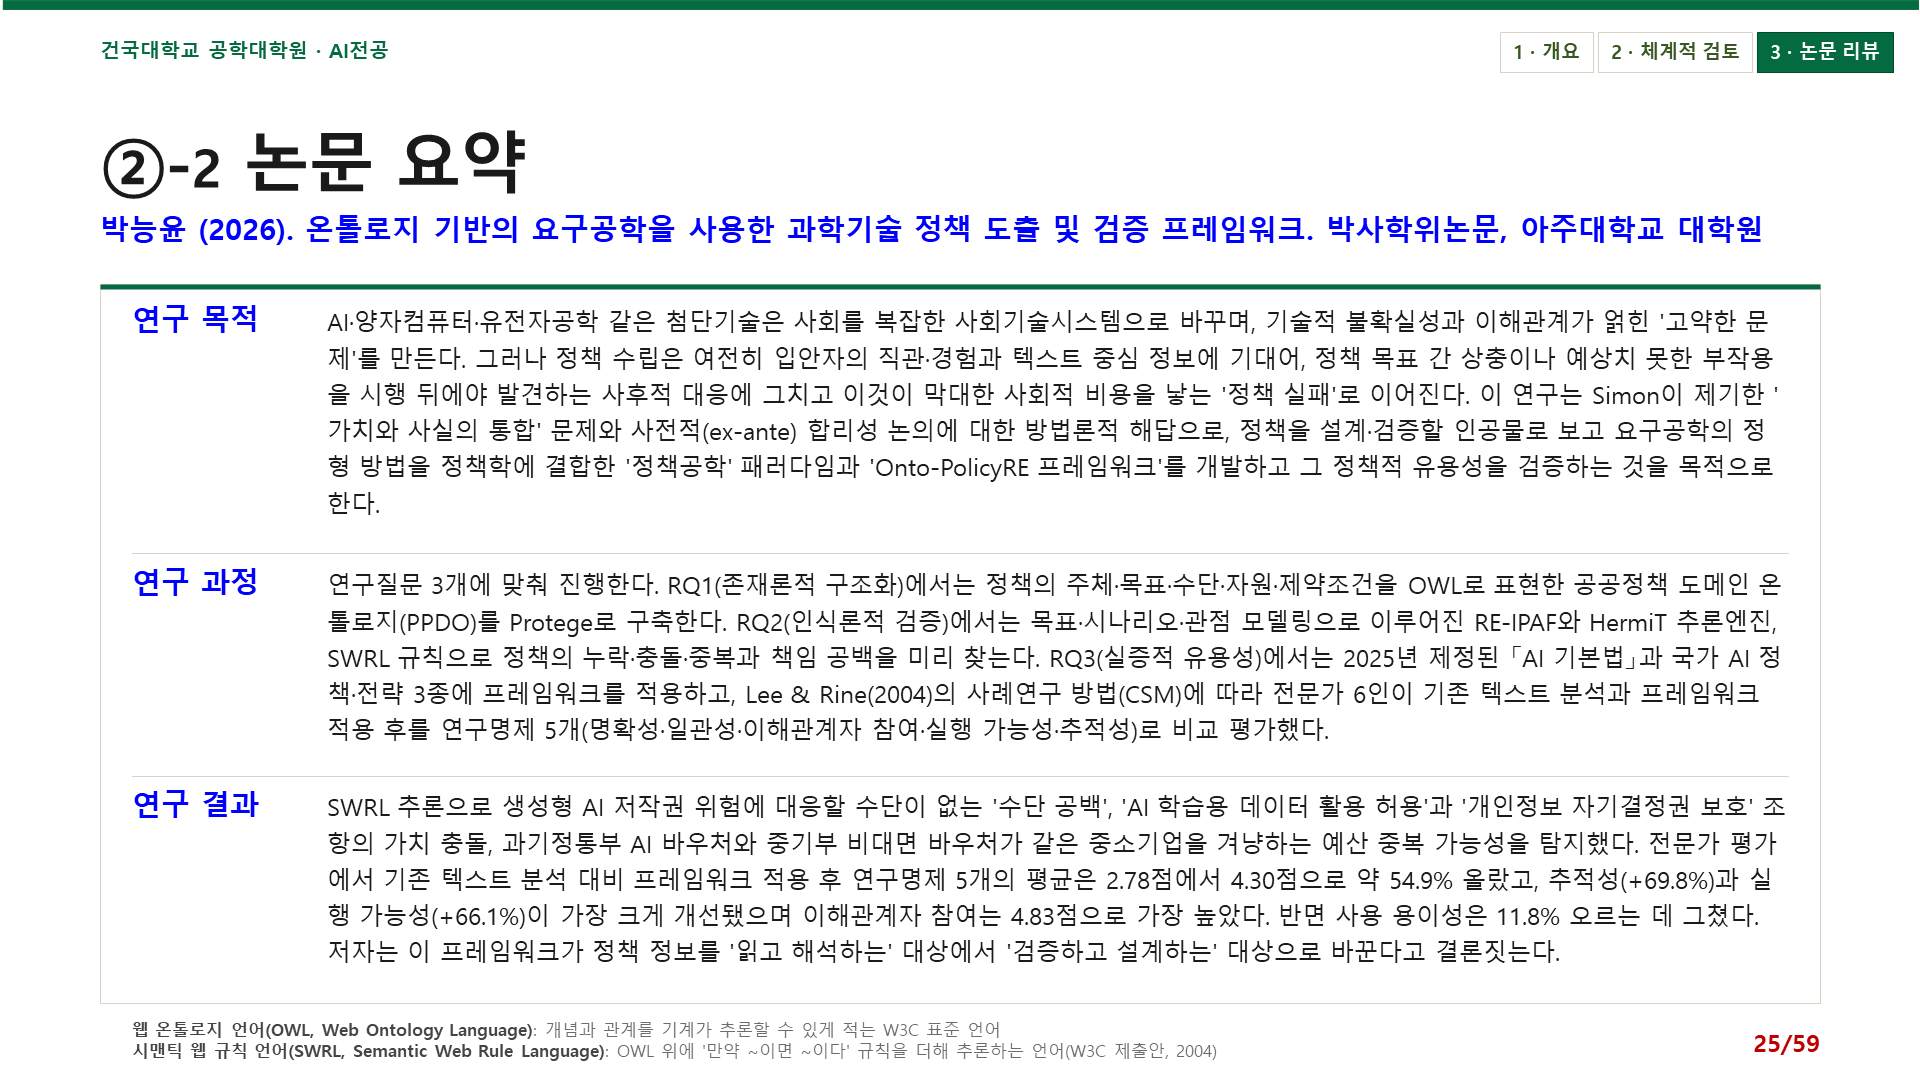 건국대학교 공학대학원 · AI전공
1 · 개요
2 · 체계적 검토
3 · 논문 리뷰
②-2 논문 요약
박능윤 (2026). 온톨로지 기반의 요구공학을 사용한 과학기술 정책 도출 및 검증 프레임워크. 박사학위논문, 아주대학교 대학원
연구 목적
AI·양자컴퓨터·유전자공학 같은 첨단기술은 사회를 복잡한 사회기술시스템으로 바꾸며, 기술적 불확실성과 이해관계가 얽힌 '고약한 문
제'를 만든다. 그러나 정책 수립은 여전히 입안자의 직관·경험과 텍스트 중심 정보에 기대어, 정책 목표 간 상충이나 예상치 못한 부작용
을 시행 뒤에야 발견하는 사후적 대응에 그치고 이것이 막대한 사회적 비용을 낳는 '정책 실패'로 이어진다. 이 연구는 Simon이 제기한 '
가치와 사실의 통합' 문제와 사전적(ex-ante) 합리성 논의에 대한 방법론적 해답으로, 정책을 설계·검증할 인공물로 보고 요구공학의 정
형 방법을 정책학에 결합한 '정책공학' 패러다임과 'Onto-PolicyRE 프레임워크'를 개발하고 그 정책적 유용성을 검증하는 것을 목적으로
한다.
연구 과정
연구질문 3개에 맞춰 진행한다. RQ1(존재론적 구조화)에서는 정책의 주체·목표·수단·자원·제약조건을 OWL로 표현한 공공정책 도메인 온
톨로지(PPDO)를 Protege로 구축한다. RQ2(인식론적 검증)에서는 목표·시나리오·관점 모델링으로 이루어진 RE-IPAF와 HermiT 추론엔진,
SWRL 규칙으로 정책의 누락·충돌·중복과 책임 공백을 미리 찾는다. RQ3(실증적 유용성)에서는 2025년 제정된 「AI 기본법」과 국가 AI 정
책·전략 3종에 프레임워크를 적용하고, Lee & Rine(2004)의 사례연구 방법(CSM)에 따라 전문가 6인이 기존 텍스트 분석과 프레임워크
적용 후를 연구명제 5개(명확성·일관성·이해관계자 참여·실행 가능성·추적성)로 비교 평가했다.
연구 결과
SWRL 추론으로 생성형 AI 저작권 위험에 대응할 수단이 없는 '수단 공백', 'AI 학습용 데이터 활용 허용'과 '개인정보 자기결정권 보호' 조
항의 가치 충돌, 과기정통부 AI 바우처와 중기부 비대면 바우처가 같은 중소기업을 겨냥하는 예산 중복 가능성을 탐지했다. 전문가 평가
에서 기존 텍스트 분석 대비 프레임워크 적용 후 연구명제 5개의 평균은 2.78점에서 4.30점으로 약 54.9% 올랐고, 추적성(+69.8%)과 실
행 가능성(+66.1%)이 가장 크게 개선됐으며 이해관계자 참여는 4.83점으로 가장 높았다. 반면 사용 용이성은 11.8% 오르는 데 그쳤다.
저자는 이 프레임워크가 정책 정보를 '읽고 해석하는' 대상에서 '검증하고 설계하는' 대상으로 바꾼다고 결론짓는다.
웹 온톨로지 언어(OWL, Web Ontology Language): 개념과 관계를 기계가 추론할 수 있게 적는 W3C 표준 언어
시맨틱 웹 규칙 언어(SWRL, Semantic Web Rule Language): OWL 위에 '만약 ~이면 ~이다' 규칙을 더해 추론하는 언어(W3C 제출안, 2004)
25/59